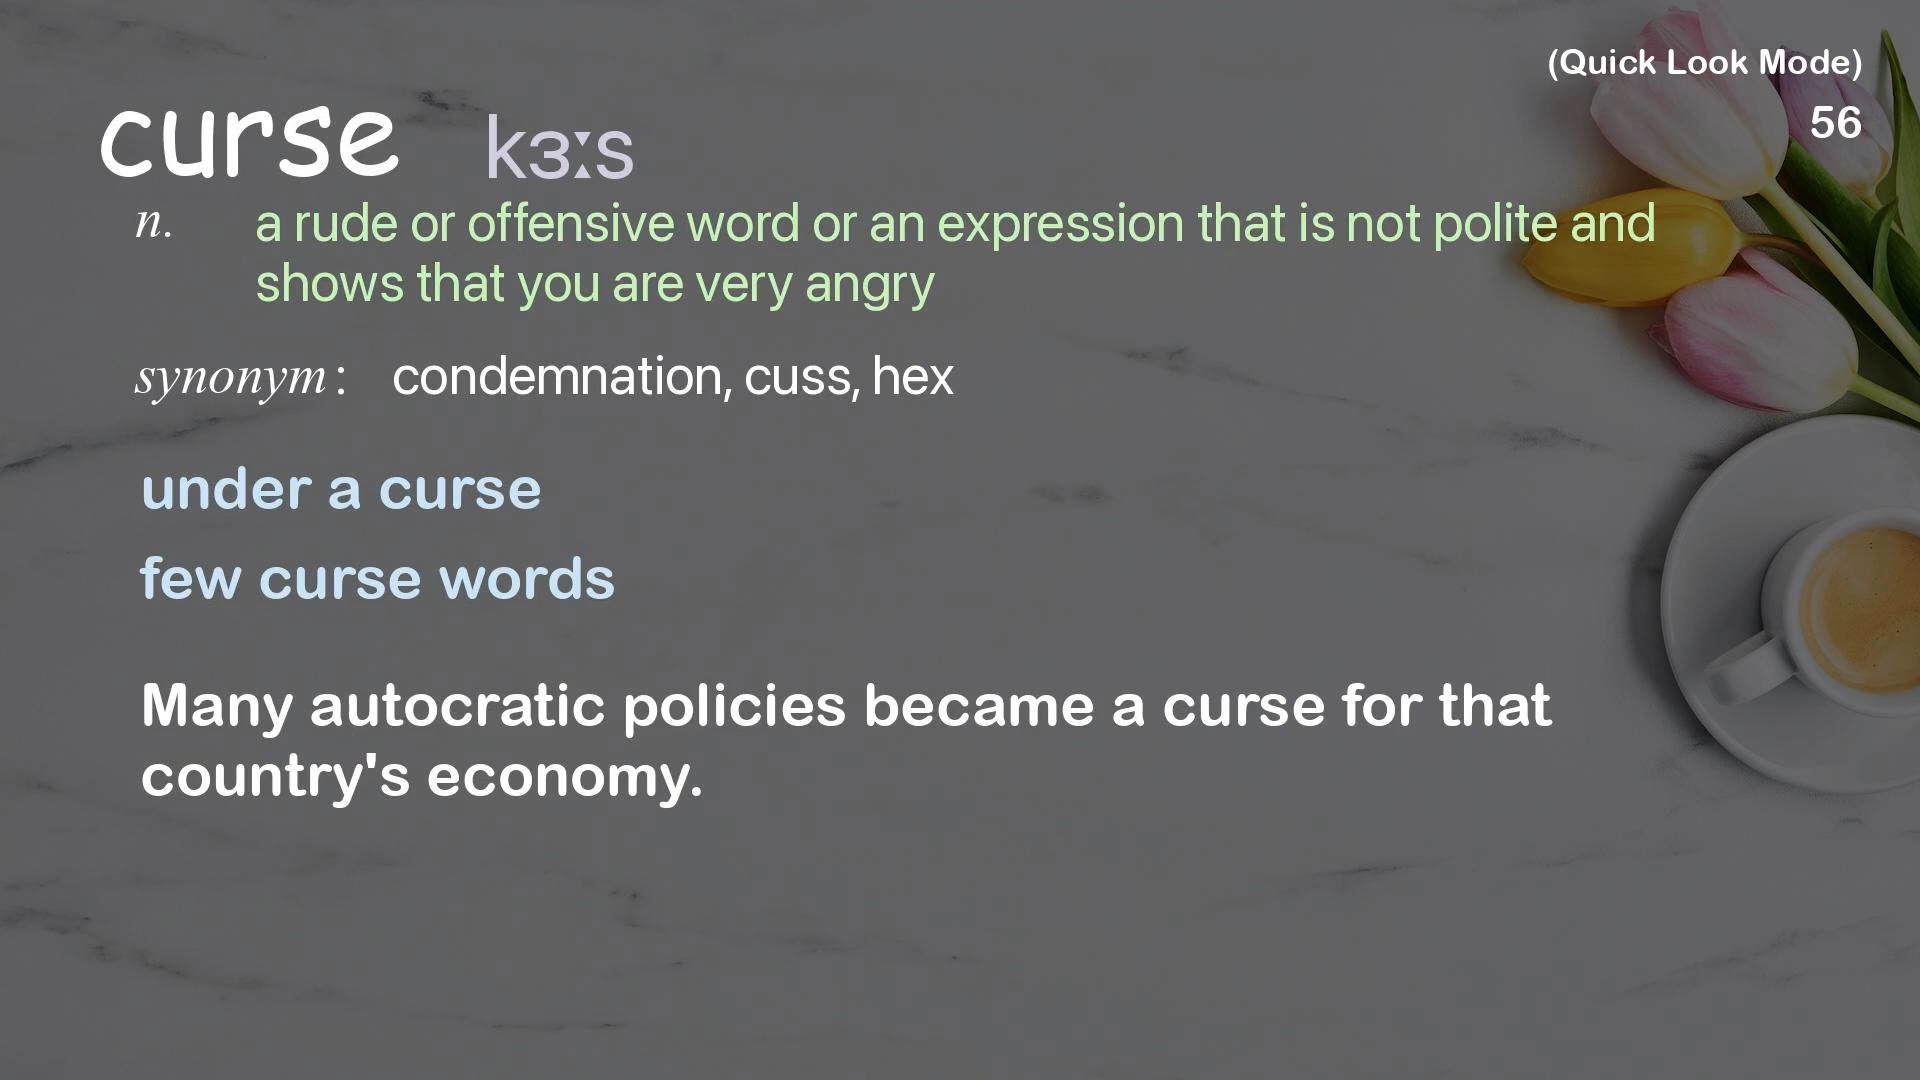 (Quick Look Mode)
56
curse kɜːs
n. a rude or offensive word or an expression that is not polite and
shows that you are very angry
synonym: condemnation, cuss, hex
under a curse
few curse words
Many autocratic policies became a curse for that
country's economy.